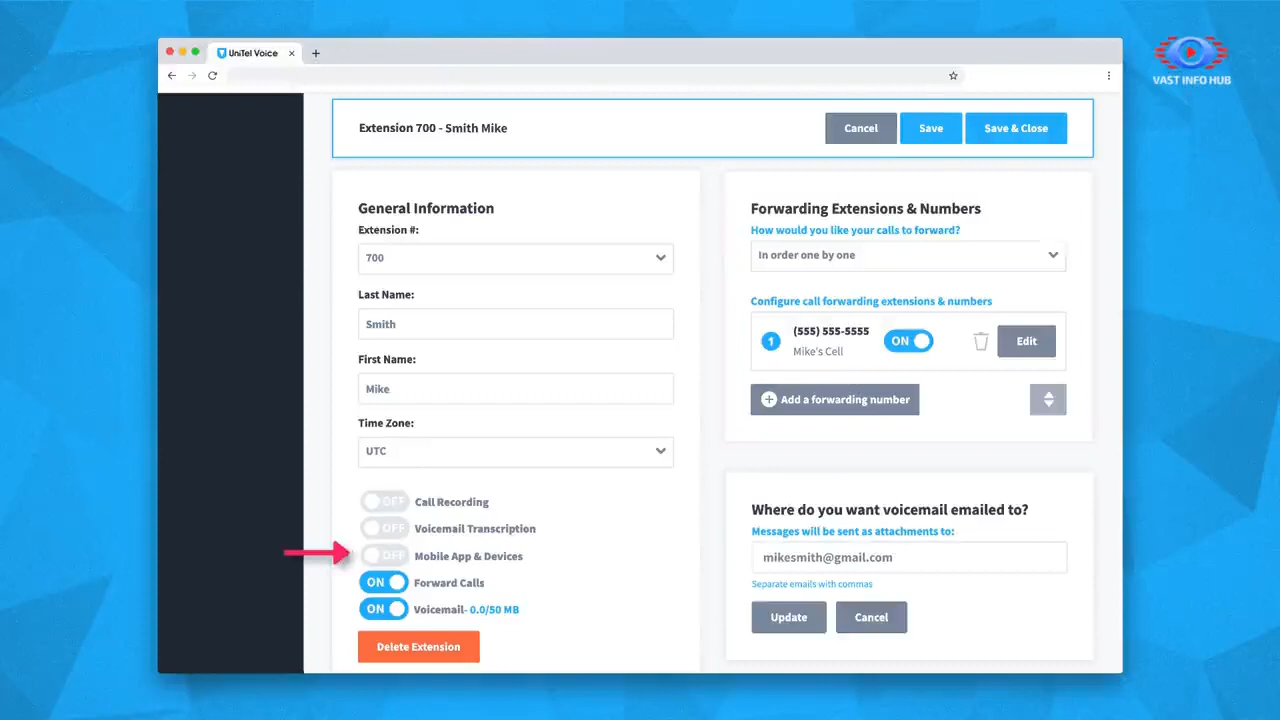 UniTel Voice
VAST INFO HUB
Extension 700 - Smith Mike
Cancel
Save
Save & Close
General Information
Extension #:
700
Last Name:
Smith
First Name:
Mike
Time Zone:
UTC
OFF Call Recording
OFF Voicemail Transcription
OFF Mobile App & Devices
ON Forward Calls
ON Voicemail- 0.0/50 MB
Delete Extension
Forwarding Extensions & Numbers
How would you like your calls to forward?
In order one by one
Configure call forwarding extensions & numbers
1
(555) 555-5555
Mike's Cell
ON
Edit
Add a forwarding number
Where do you want voicemail emailed to?
Messages will be sent as attachments to:
mikesmith@gmail.com
Separate emails with commas
Update
Cancel